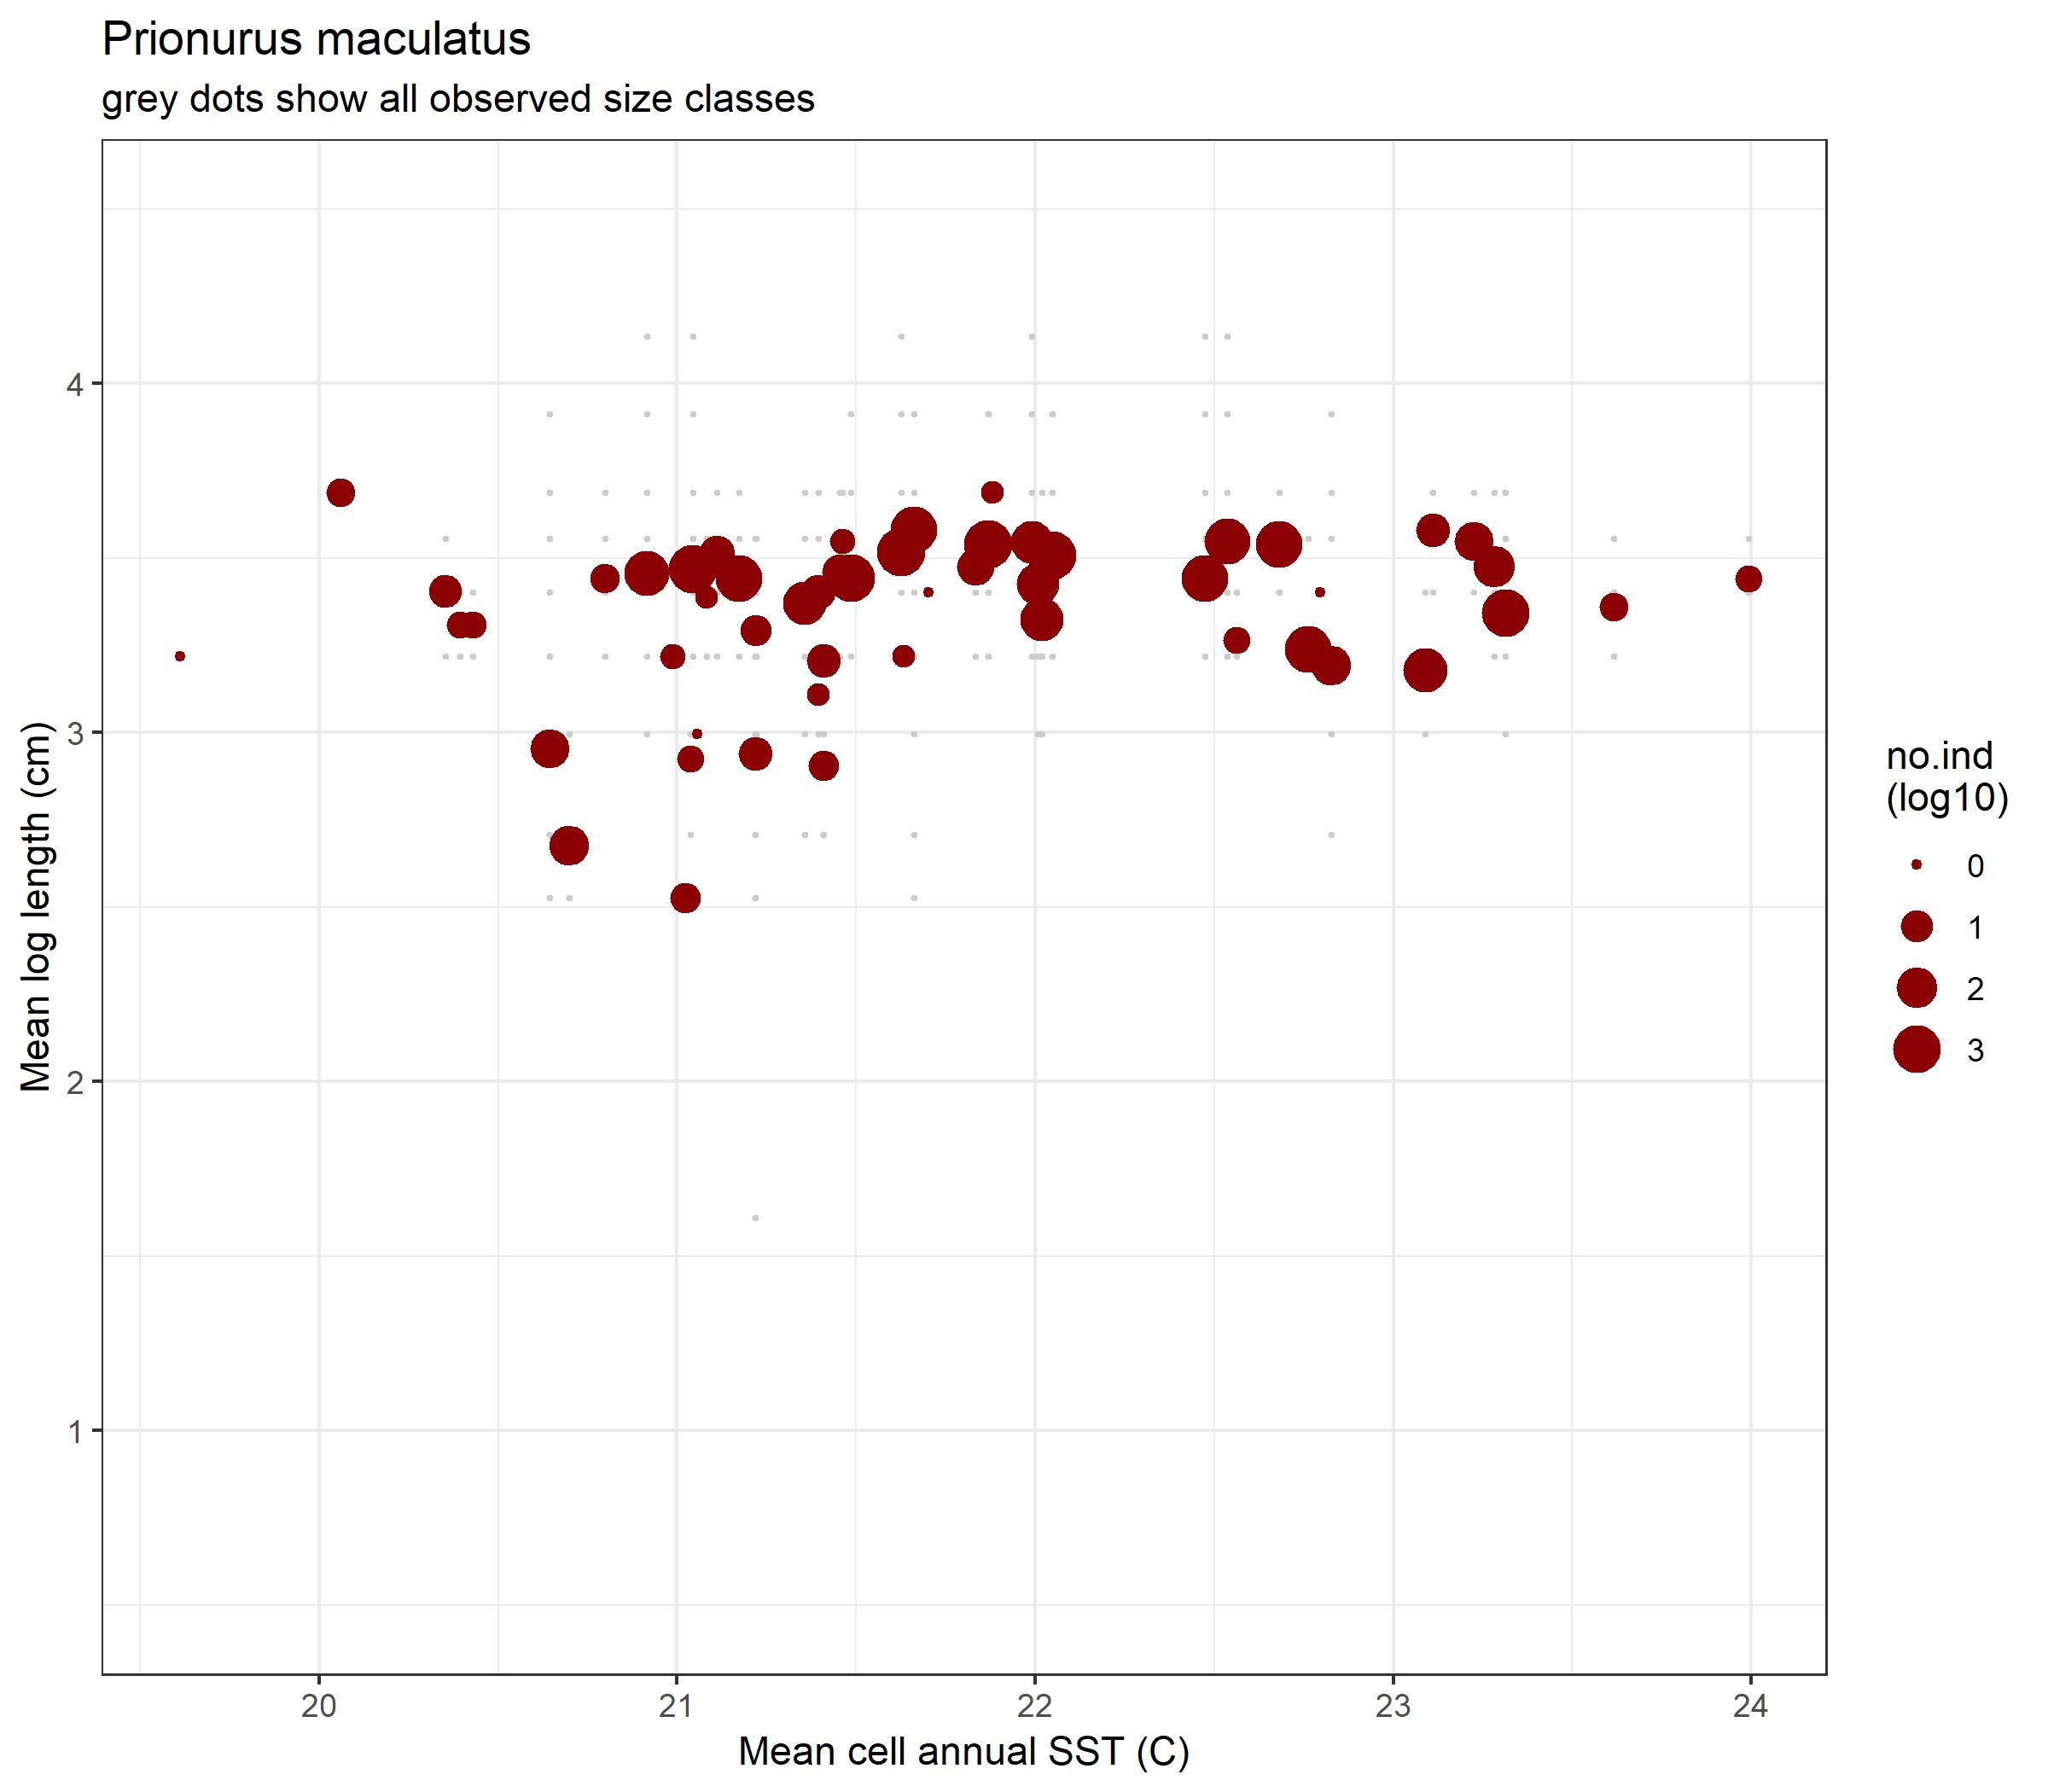 Prionurus maculatus
grey dots show all observed size classes
Mean log length (cm)
4
3
2
1
20
21
22
23
24
Mean cell annual SST (C)
no.ind
(log10)
0
1
2
3